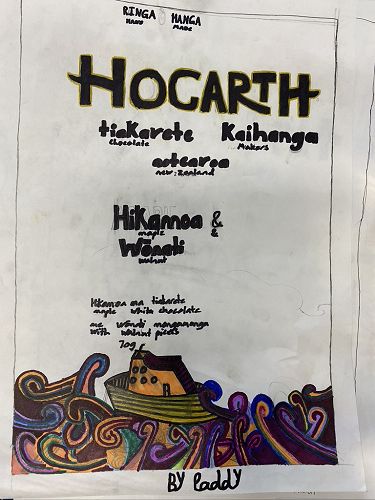 RINGA HANGA
HAND MADE
HOGARTH
tiaKarete Kaihanga
Chocolate Makers
aotearoa
new zealand
HiKamoa &
maple &
Wōnati
walnut
Hikamoa ma tiakarete
maple white chocolate
me wōnati mongamonga
with walnut pieces
70g
BY Paddy